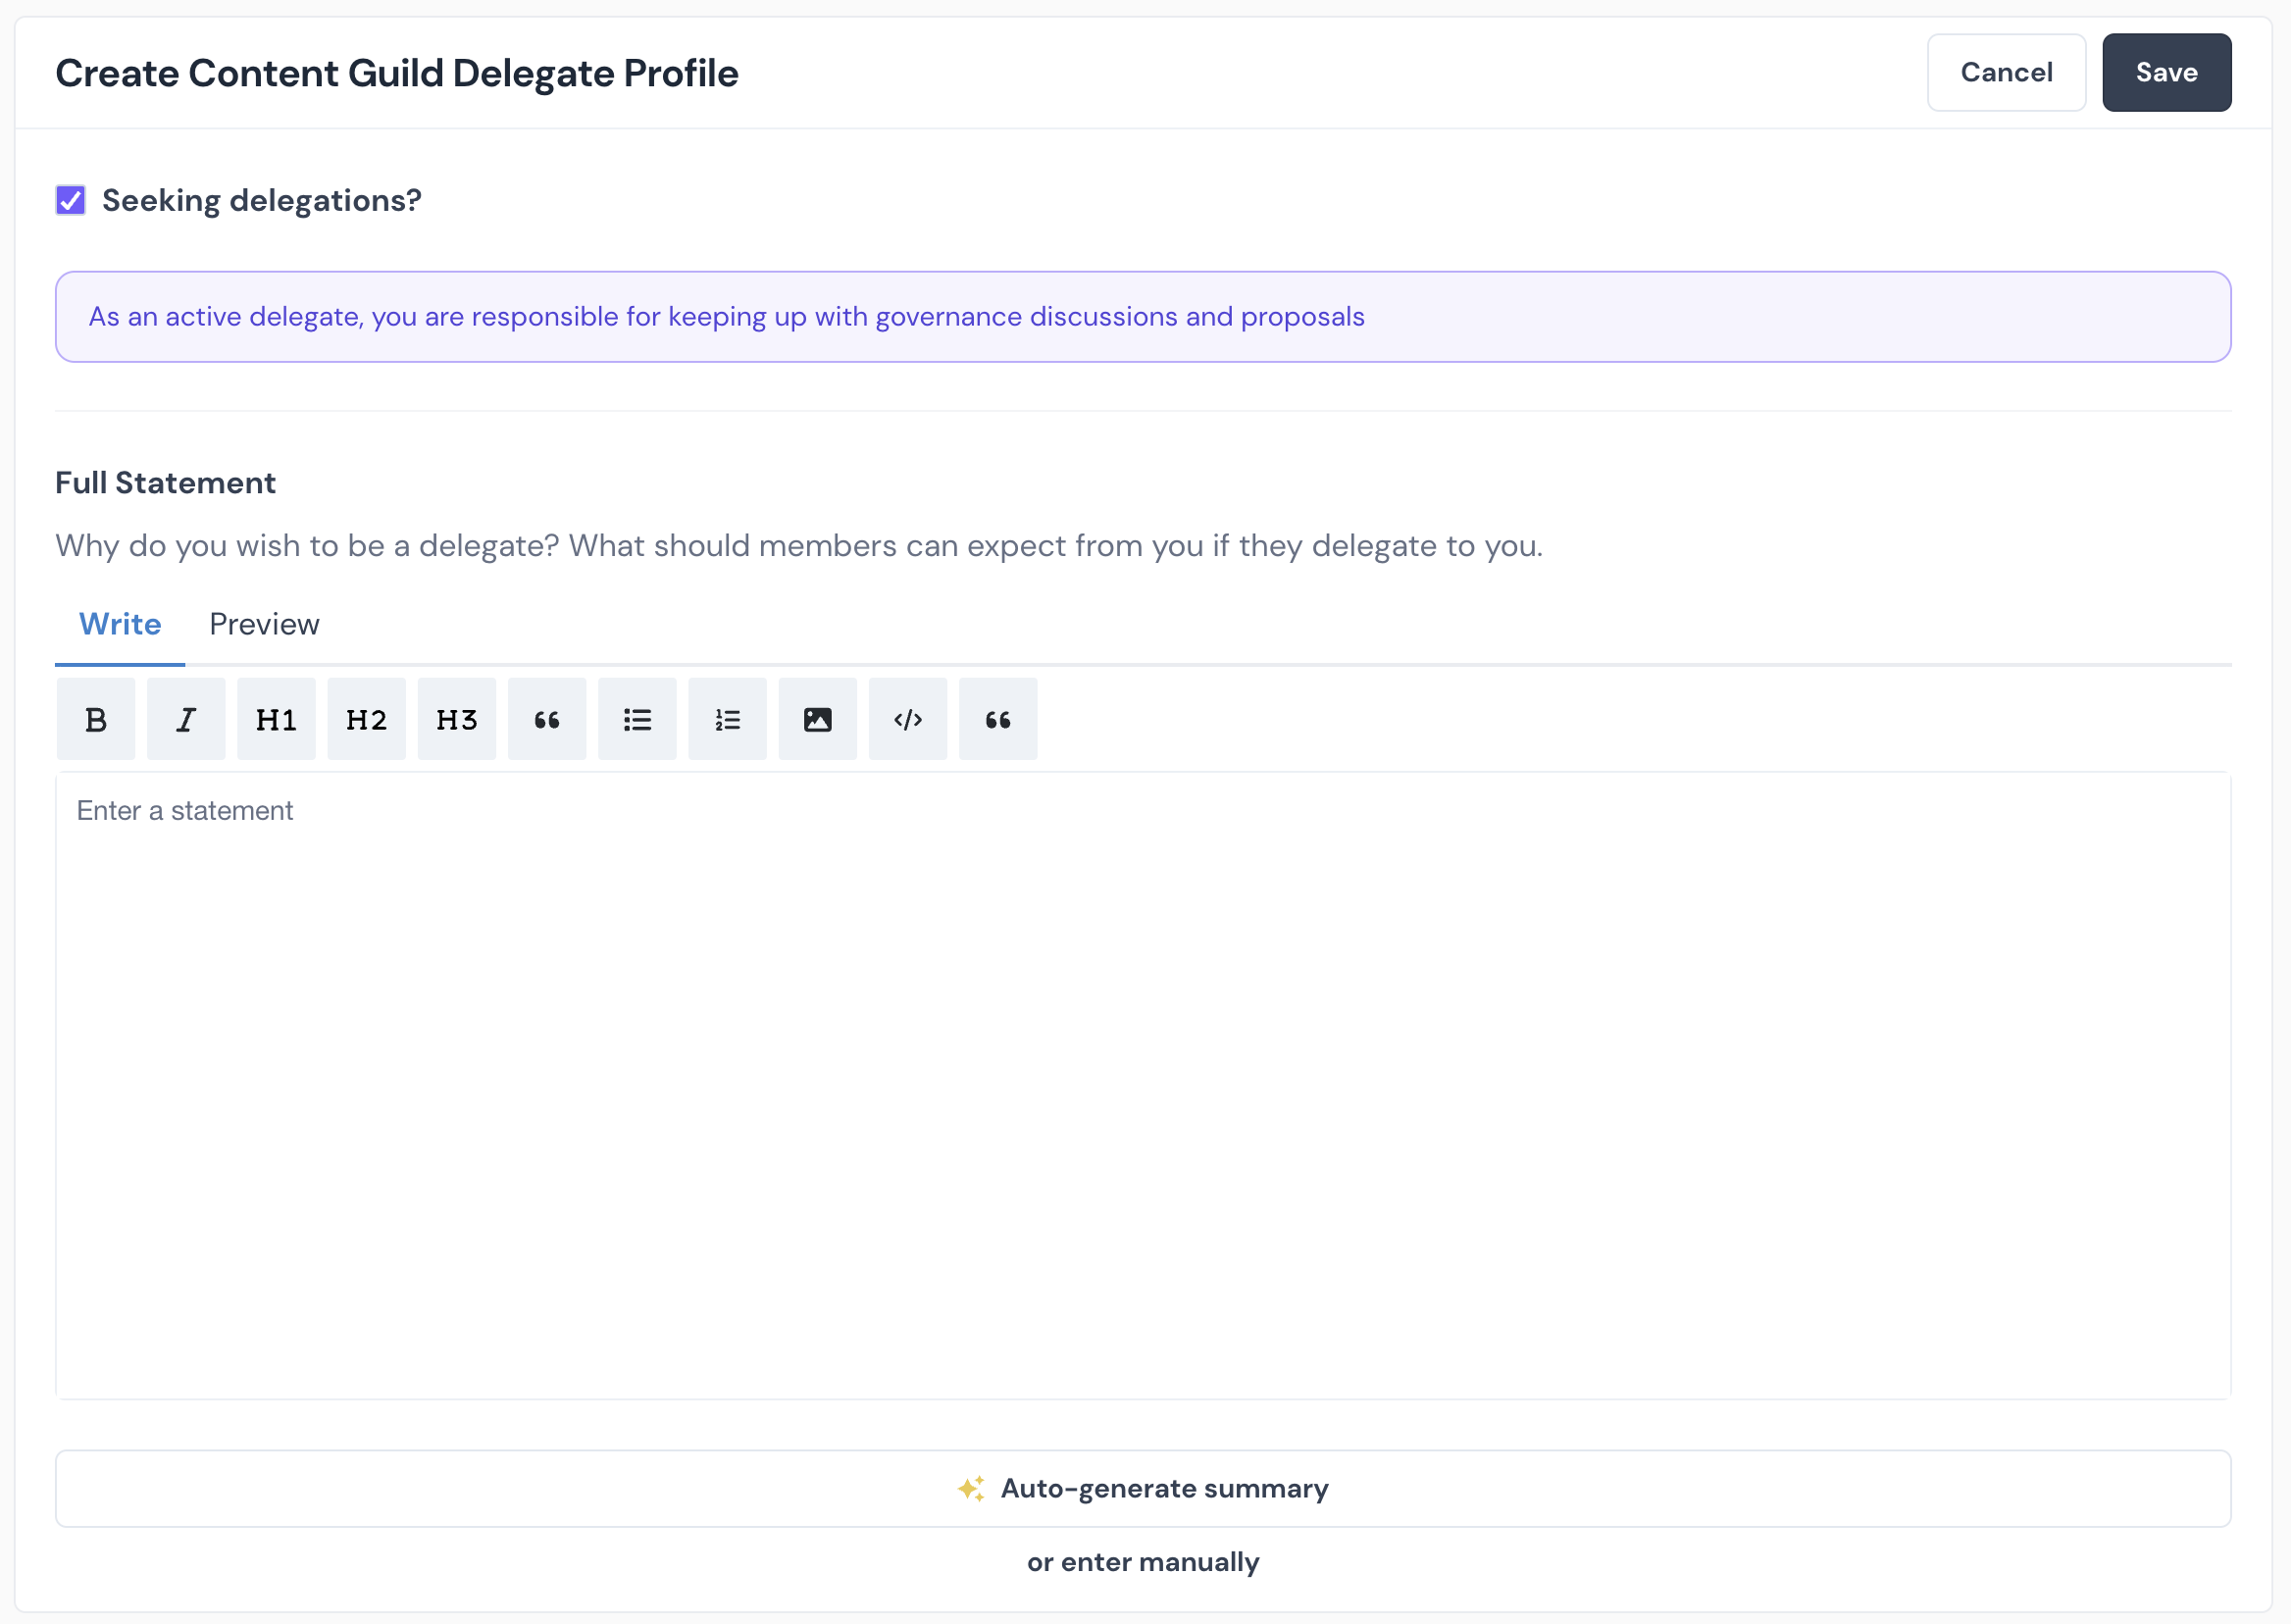 Create Content Guild Delegate Profile
Cancel
Save
Seeking delegations?
As an active delegate, you are responsible for keeping up with governance discussions and proposals
Full Statement
Why do you wish to be a delegate? What should members can expect from you if they delegate to you.
Write
Preview
B I H1 H2 H3
Enter a statement
Auto-generate summary
or enter manually